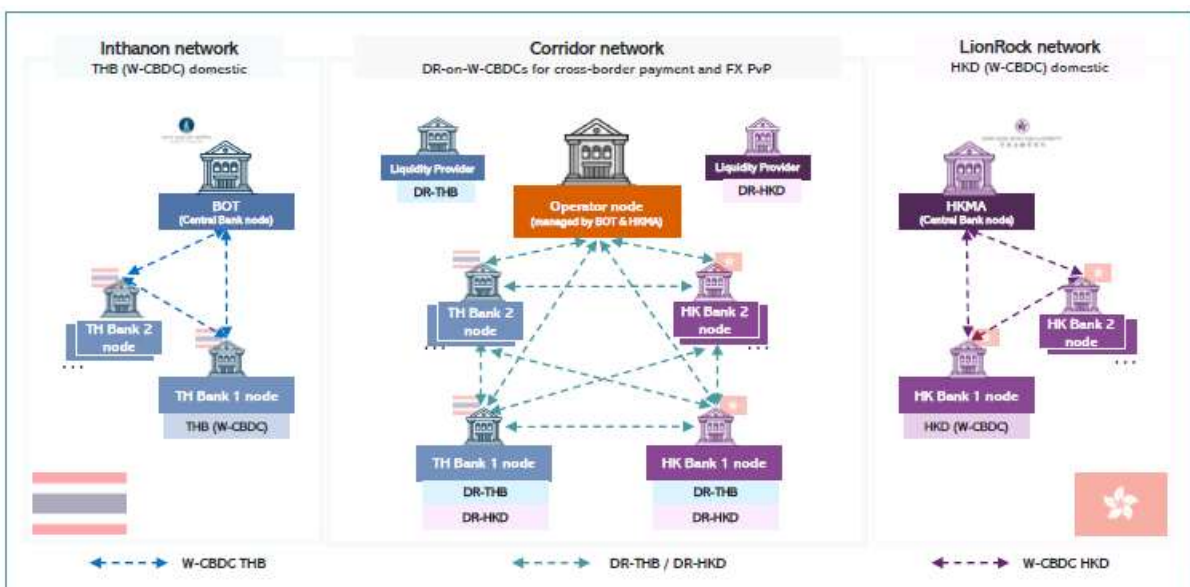 Inthanon network
THB (W-CBDC) domestic
BOT
(Central Bank node)
TH Bank 2
node
...
TH Bank 1 node
THB (W-CBDC)
Corridor network
DR-on-W-CBDCs for cross-border payment and FX PvP
Liquidity Provider
DR-THB
Operator node
(managed by BOT & HKMA)
Liquidity Provider
DR-HKD
TH Bank 2
node
...
HK Bank 2
node
...
TH Bank 1 node
DR-THB
DR-HKD
HK Bank 1 node
DR-THB
DR-HKD
LionRock network
HKD (W-CBDC) domestic
HKMA
(Central Bank node)
HK Bank 2
node
...
HK Bank 1 node
HKD (W-CBDC)
W-CBDC THB
DR-THB / DR-HKD
W-CBDC HKD